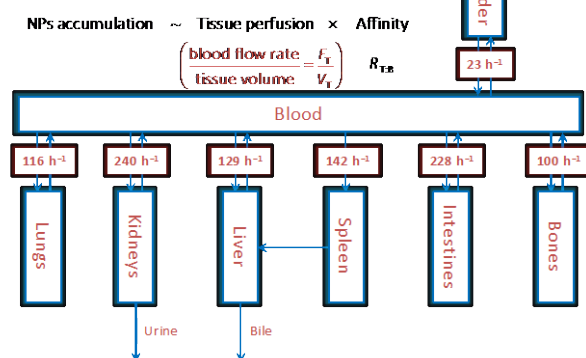 NPs accumulation ~ Tissue perfusion × Affinity
der
(blood flow rate / tissue volume = F_T / V_T) R_T:B
23 h⁻¹
Blood
116 h⁻¹ 240 h⁻¹ 129 h⁻¹ 142 h⁻¹ 228 h⁻¹ 100 h⁻¹
Lungs Kidneys Liver Spleen Intestines Bones
Urine Bile